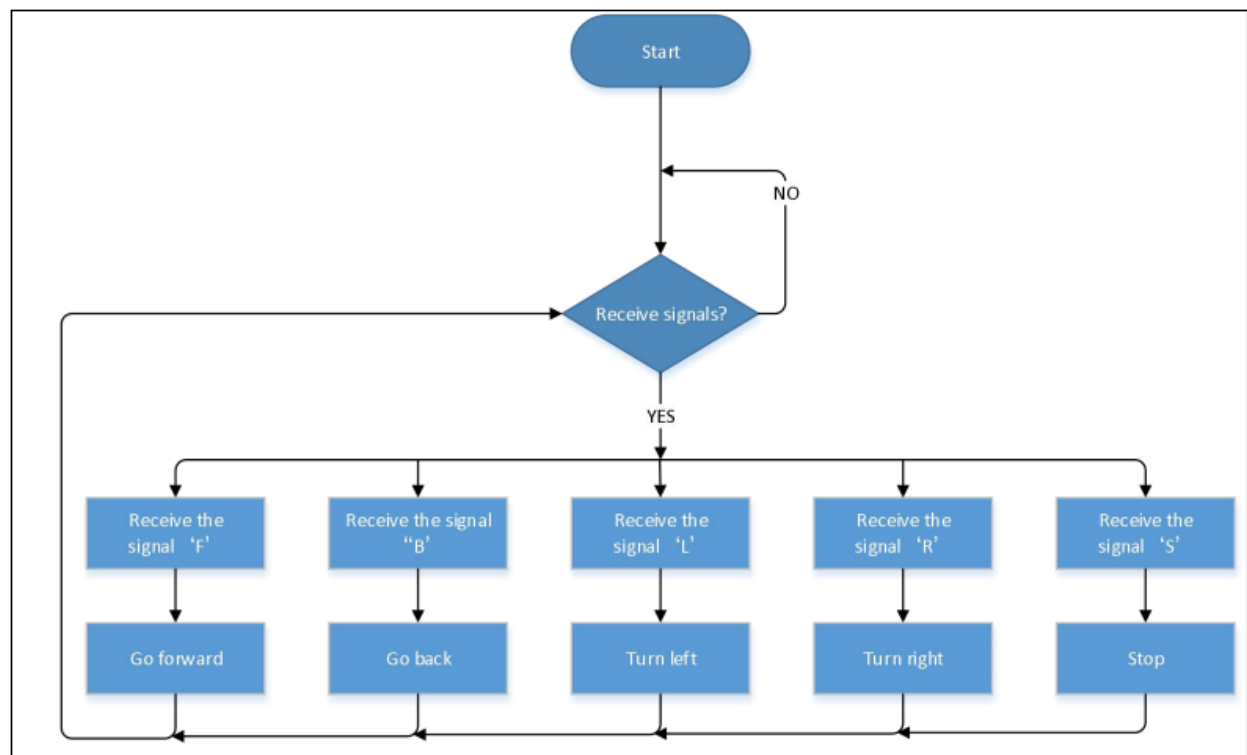 Start
NO
Receive signals?
YES
Receive the
signal ‘F’
Receive the signal
“B’
Receive the
signal ‘L’
Receive the
signal ‘R’
Receive the
signal ‘S’
Go forward
Go back
Turn left
Turn right
Stop